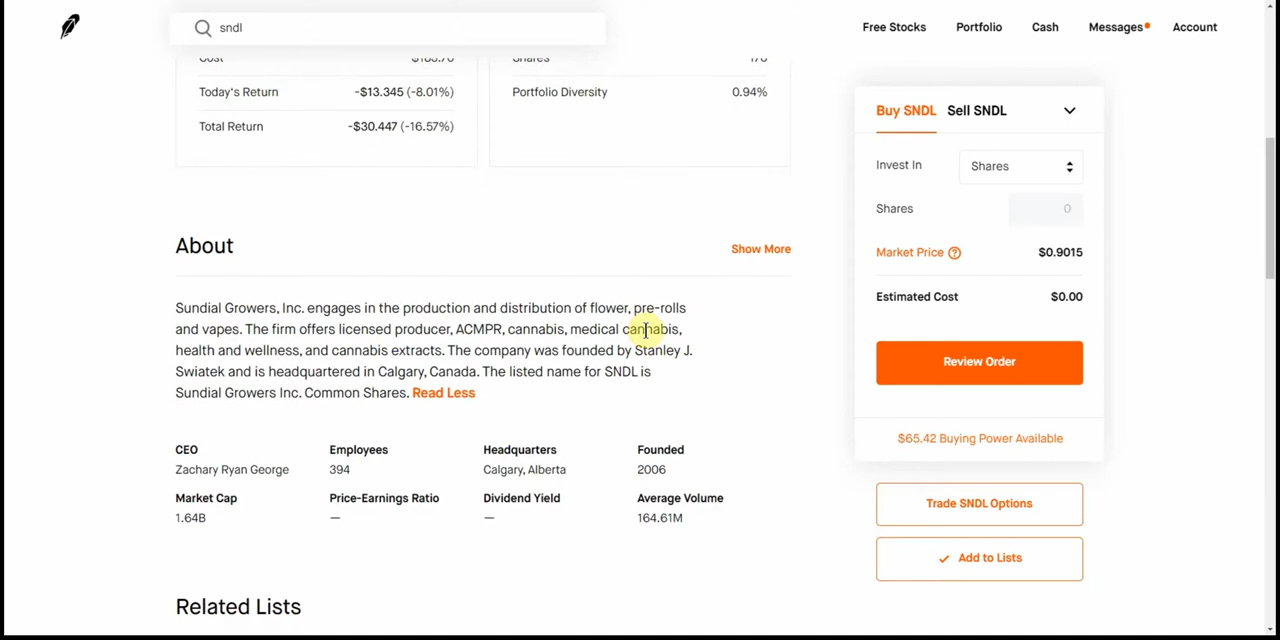 sndl
Free Stocks Portfolio Cash Messages Account
Cost $183.76 Shares 170
Today's Return -$13.345 (-8.01%) Portfolio Diversity 0.94%
Total Return -$30.447 (-16.57%)
Buy SNDL Sell SNDL
Invest In Shares
Shares 0
Market Price ? $0.9015
Estimated Cost $0.00
Review Order
$65.42 Buying Power Available
Trade SNDL Options
Add to Lists
About Show More
Sundial Growers, Inc. engages in the production and distribution of flower, pre-rolls
and vapes. The firm offers licensed producer, ACMPR, cannabis, medical cannabis,
health and wellness, and cannabis extracts. The company was founded by Stanley J.
Swiatek and is headquartered in Calgary, Canada. The listed name for SNDL is
Sundial Growers Inc. Common Shares. Read Less
CEO Employees Headquarters Founded
Zachary Ryan George 394 Calgary, Alberta 2006
Market Cap Price-Earnings Ratio Dividend Yield Average Volume
1.64B — — 164.61M
Related Lists